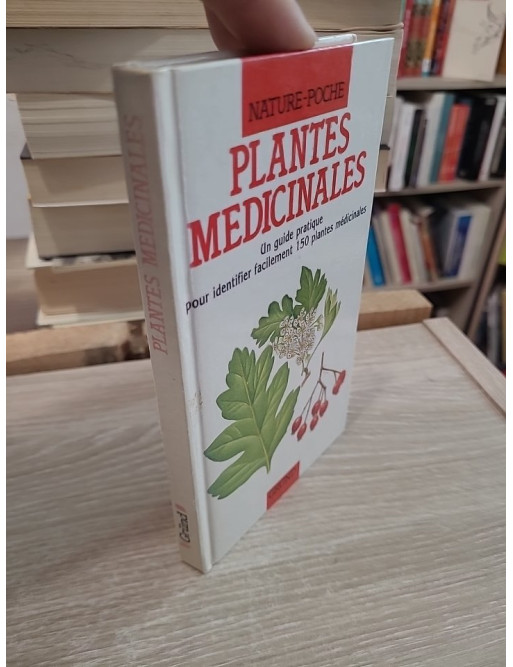 NATURE-POCHE
PLANTES
MEDICINALES
Un guide pratique
pour identifier facilement 150 plantes médicinales
PLANTES MEDICINALES
Gründ